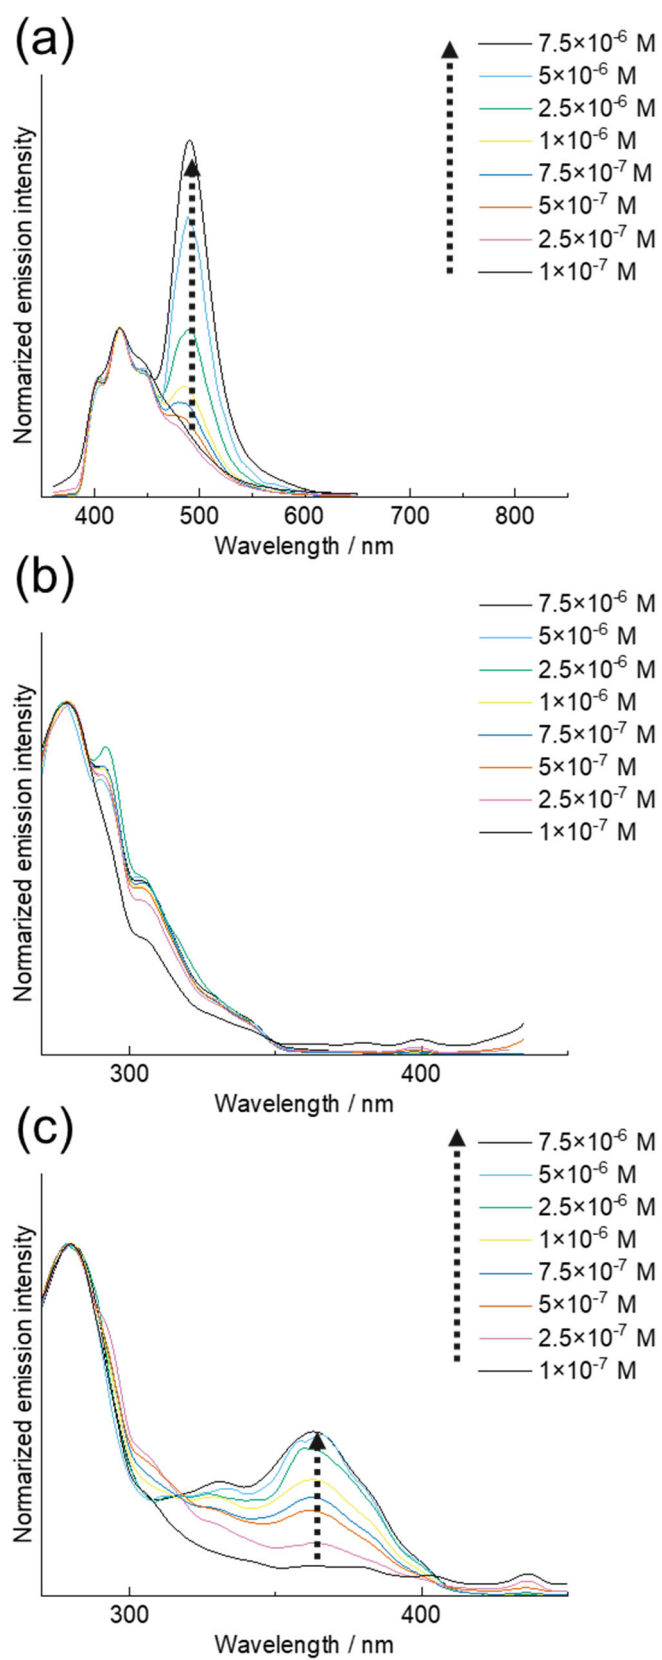 (a)
7.5×10⁻⁶ M
5×10⁻⁶ M
2.5×10⁻⁶ M
1×10⁻⁶ M
7.5×10⁻⁷ M
5×10⁻⁷ M
2.5×10⁻⁷ M
1×10⁻⁷ M
Normarized emission intensity
400 500 600 700 800
Wavelength / nm
(b)
7.5×10⁻⁶ M
5×10⁻⁶ M
2.5×10⁻⁶ M
1×10⁻⁶ M
7.5×10⁻⁷ M
5×10⁻⁷ M
2.5×10⁻⁷ M
1×10⁻⁷ M
Normarized emission intensity
300 400
Wavelength / nm
(c)
7.5×10⁻⁶ M
5×10⁻⁶ M
2.5×10⁻⁶ M
1×10⁻⁶ M
7.5×10⁻⁷ M
5×10⁻⁷ M
2.5×10⁻⁷ M
1×10⁻⁷ M
Normarized emission intensity
300 400
Wavelength / nm